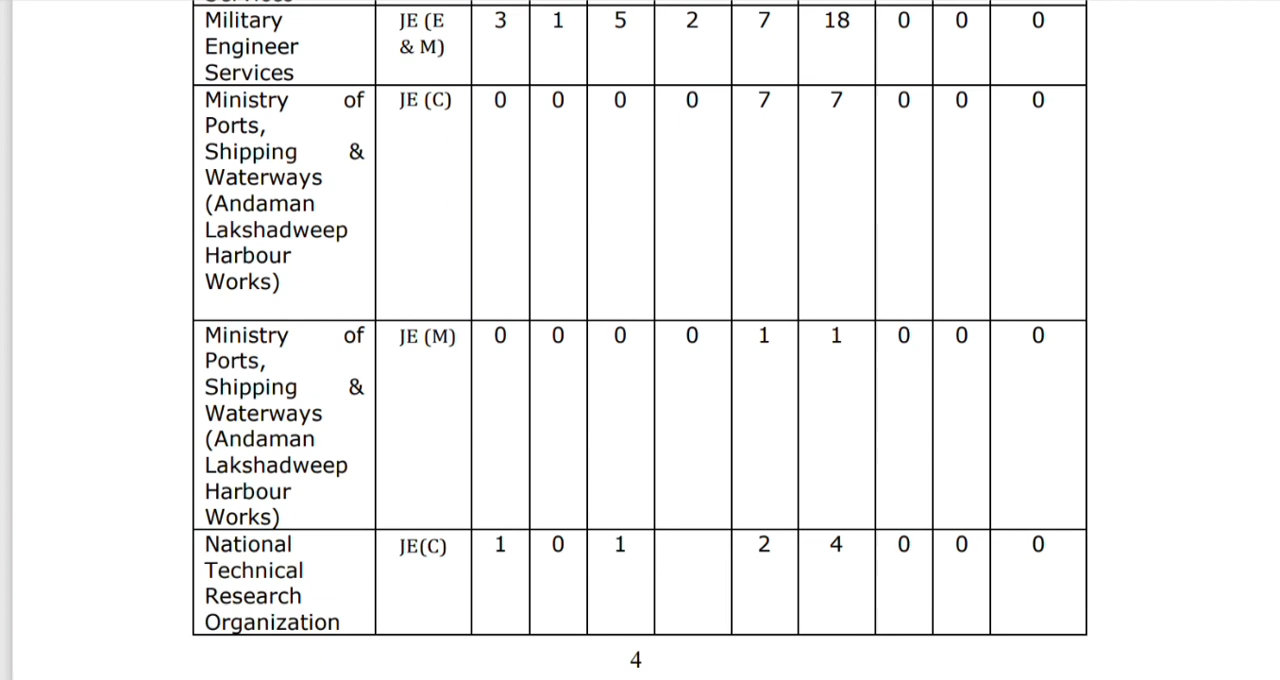 Military JE (E 3 1 5 2 7 18 0 0 0
Engineer & M)
Services
Ministry of JE (C) 0 0 0 0 7 7 0 0 0
Ports,
Shipping &
Waterways
(Andaman
Lakshadweep
Harbour
Works)
Ministry of JE (M) 0 0 0 0 1 1 0 0 0
Ports,
Shipping &
Waterways
(Andaman
Lakshadweep
Harbour
Works)
National JE(C) 1 0 1 2 4 0 0 0
Technical
Research
Organization
4